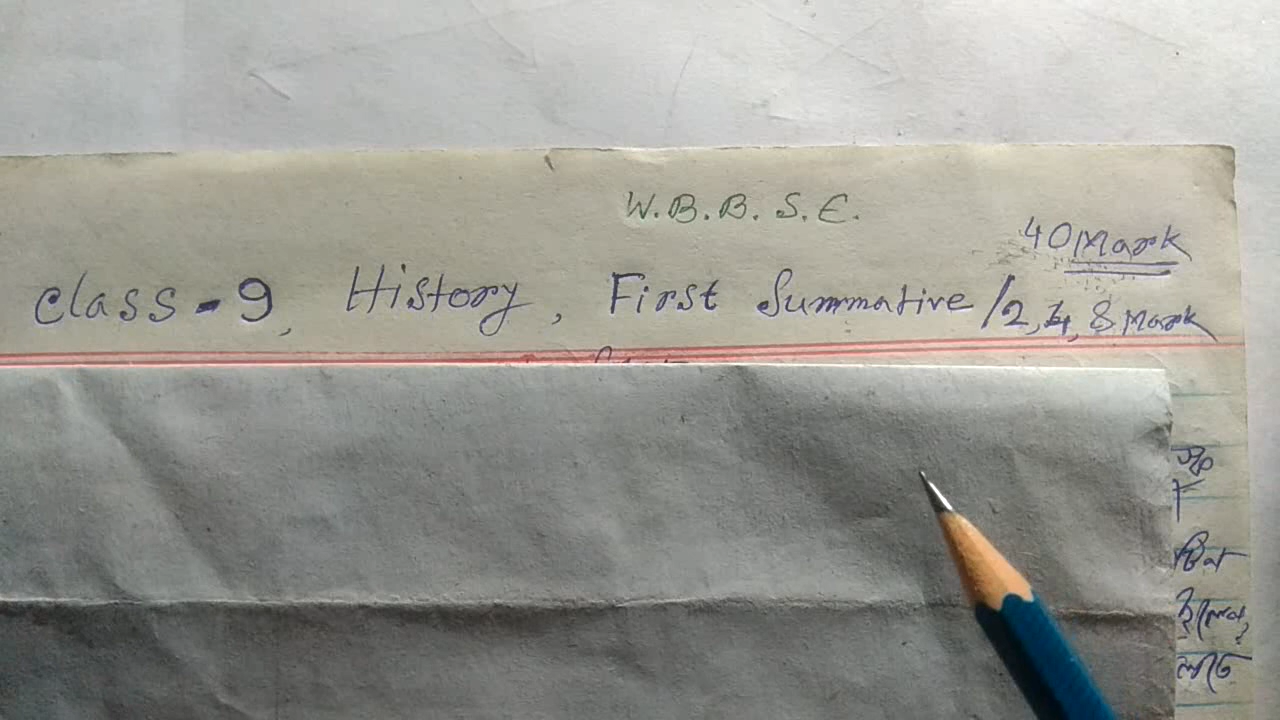 W.B.B.S.E.
40 Mark
Class-9, History, First Summative /2,4,8 Mark